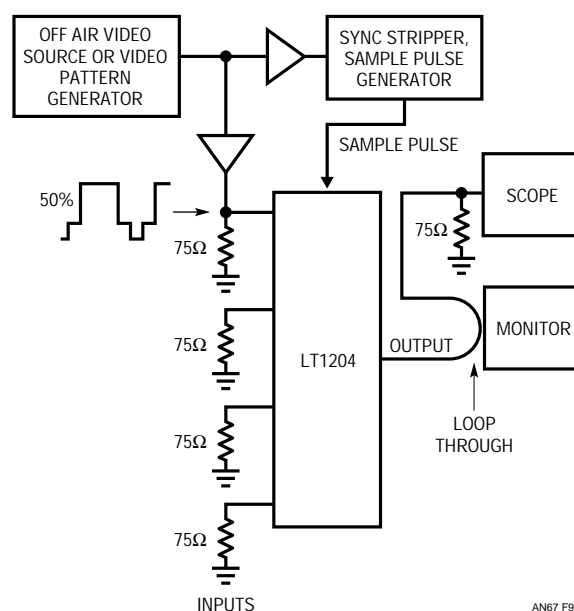 OFF AIR VIDEO
SOURCE OR VIDEO
PATTERN
GENERATOR
SYNC STRIPPER,
SAMPLE PULSE
GENERATOR
SAMPLE PULSE
50%
75Ω
75Ω
75Ω
75Ω
INPUTS
LT1204
OUTPUT
75Ω
SCOPE
MONITOR
LOOP
THROUGH
AN67 F9